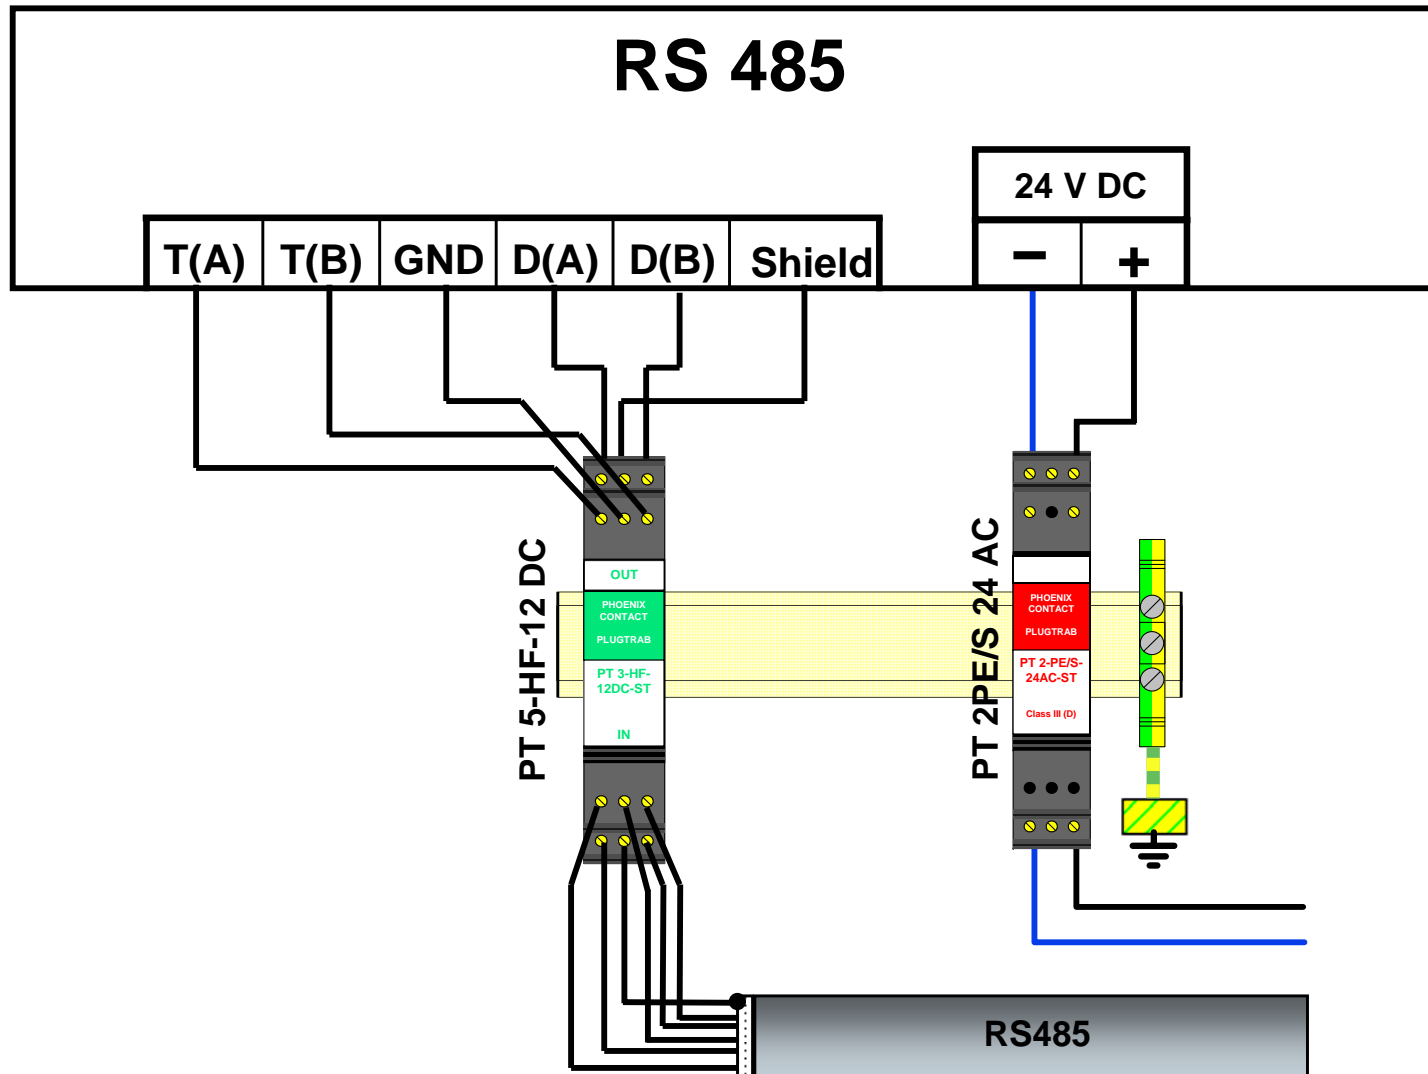 RS 485
24 V DC
− +
T(A) T(B) GND D(A) D(B) Shield
PT 5-HF-12 DC
OUT
PHOENIX
CONTACT
PLUGTRAB
PT 3-HF-
12DC-ST
IN
PT 2PE/S 24 AC
PHOENIX
CONTACT
PLUGTRAB
PT 2-PE/S-
24AC-ST
Class III (D)
RS485